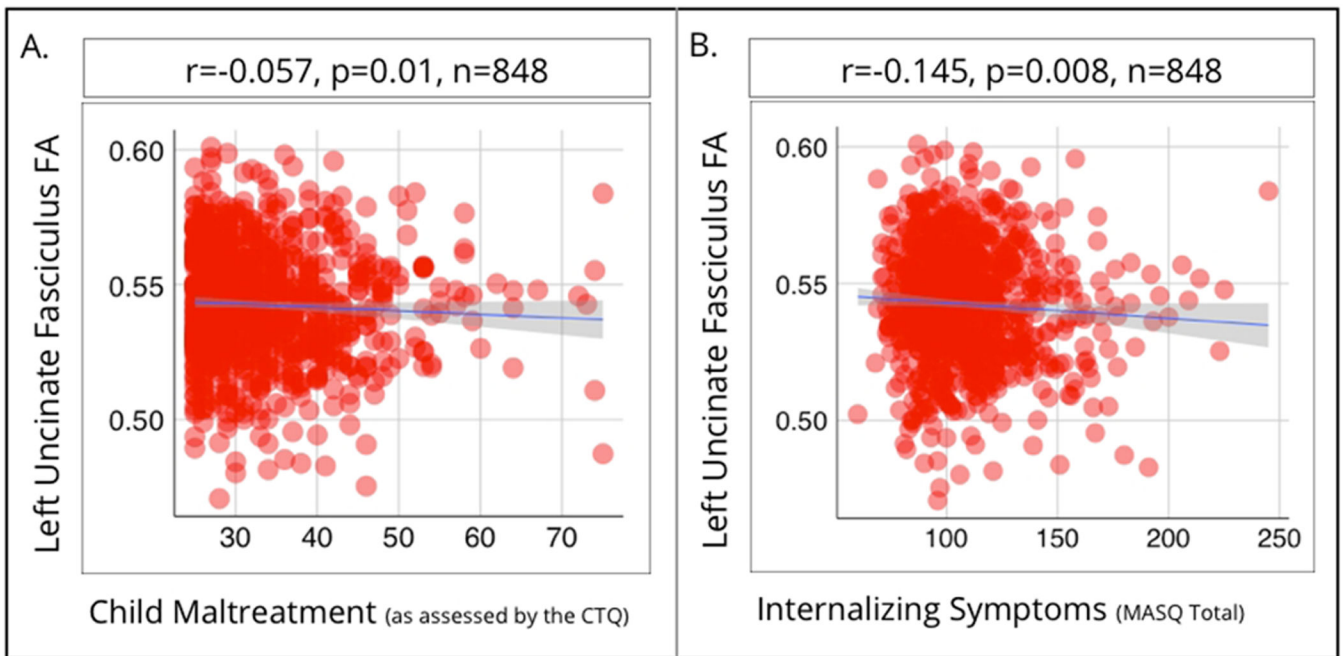 A.
r=-0.057, p=0.01, n=848
Left Uncinate Fasciculus FA
0.60
0.55
0.50
30 40 50 60 70
Child Maltreatment (as assessed by the CTQ)
B.
r=-0.145, p=0.008, n=848
Left Uncinate Fasciculus FA
0.60
0.55
0.50
100 150 200 250
Internalizing Symptoms (MASQ Total)